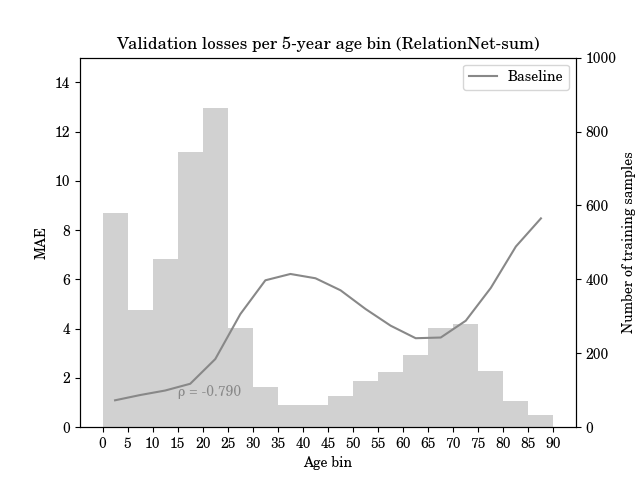 Validation losses per 5-year age bin (RelationNet-sum)
Baseline
MAE
14
12
10
8
6
4
2
0
1000
800
600
400
200
0
Number of training samples
ρ = -0.790
0 5 10 15 20 25 30 35 40 45 50 55 60 65 70 75 80 85 90
Age bin